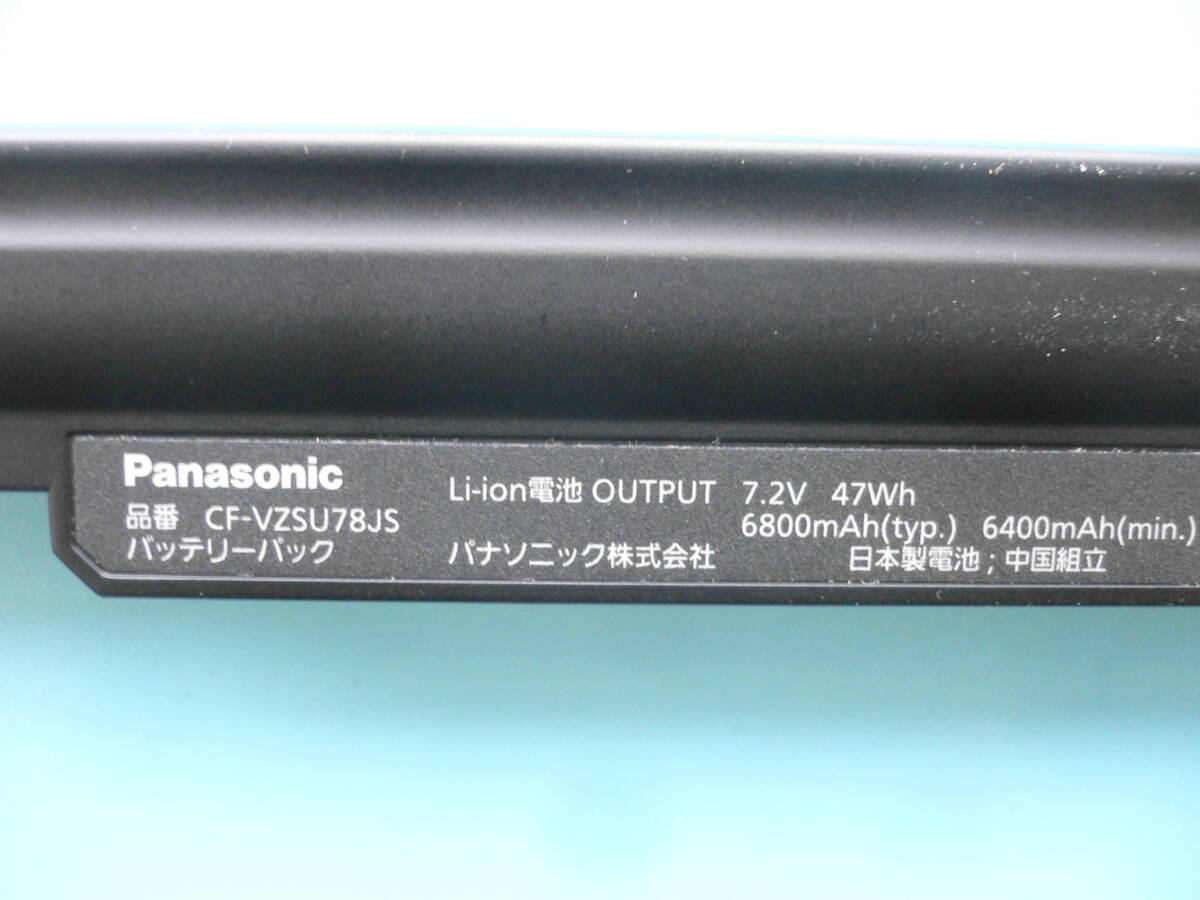 Panasonic
品番 CF-VZSU78JS
バッテリーパック
Li-ion電池 OUTPUT 7.2V 47Wh
6800mAh(typ.) 6400mAh(min.)
パナソニック株式会社 日本製電池 ; 中国組立